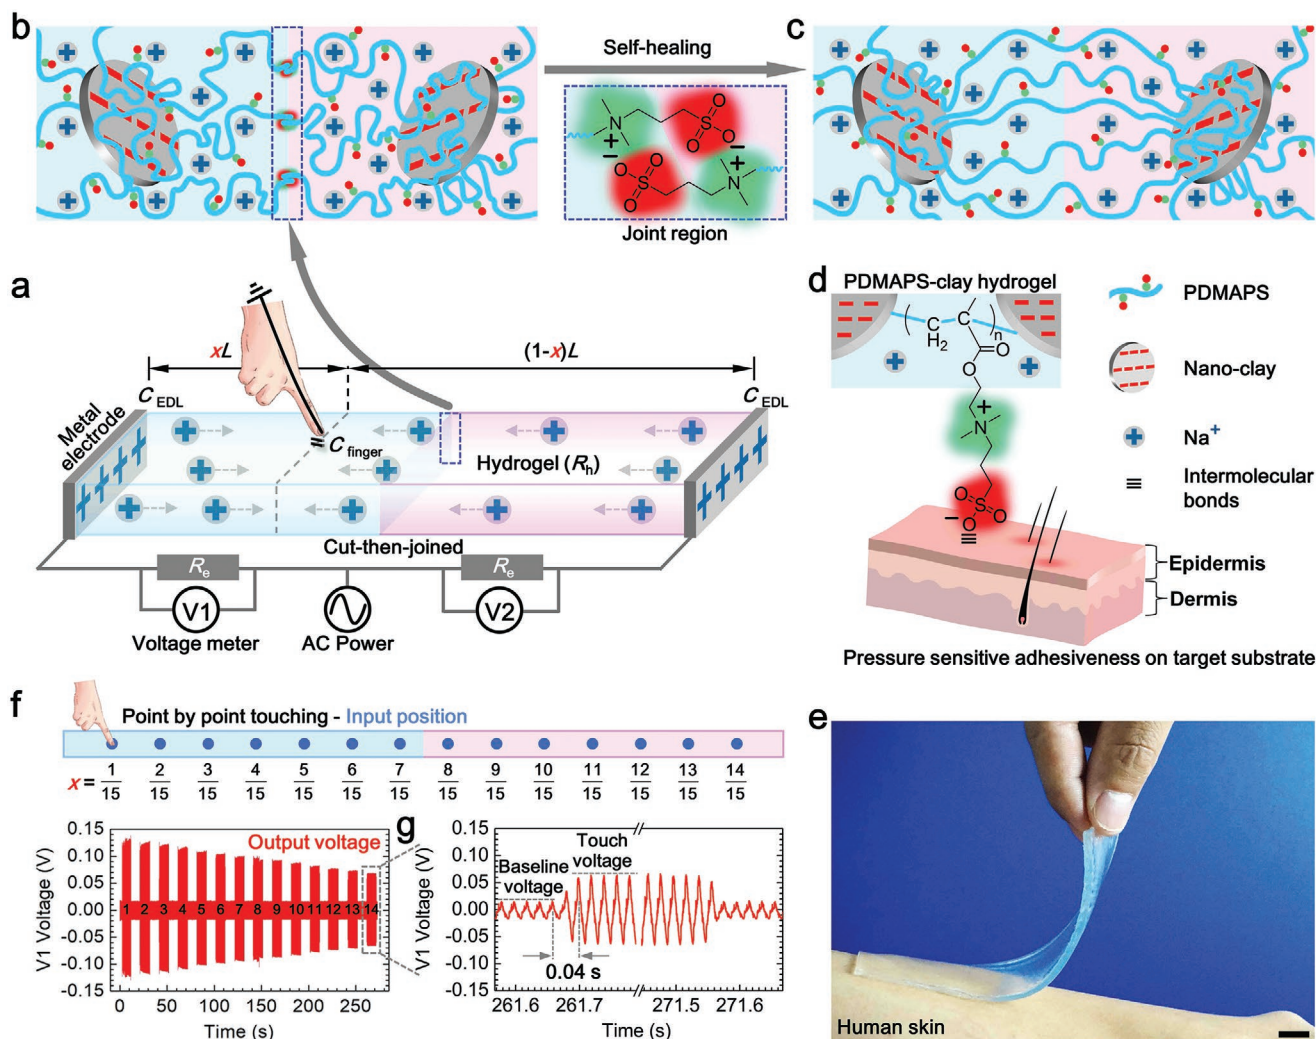 b
Self-healing
c
N
+
S
O
O
O
−
−
O
S
O
O
+
N
Joint region
a
xL
(1-x)L
C EDL
C EDL
Metal
electrode
C finger
Hydrogel (Rh)
Cut-then-joined
Re
Re
V1
V2
Voltage meter
AC Power
d
PDMAPS-clay hydrogel
C
CH2
n
O
O
+
N
S
O
O
−
O
PDMAPS
Nano-clay
Na+
Intermolecular
bonds
Epidermis
Dermis
Pressure sensitive adhesiveness on target substrate
f
Point by point touching - Input position
x = 1/15 2/15 3/15 4/15 5/15 6/15 7/15 8/15 9/15 10/15 11/15 12/15 13/15 14/15
V1 Voltage (V)
0.15
0.10
0.05
0.00
-0.05
-0.10
-0.15
Output voltage
1 2 3 4 5 6 7 8 9 10 11 12 13 14
0 50 100 150 200 250
Time (s)
g
V1 Voltage (V)
0.15
0.10
0.05
0.00
-0.05
-0.10
-0.15
Touch
voltage
Baseline
voltage
0.04 s
261.6 261.7 271.5 271.6
Time (s)
e
Human skin